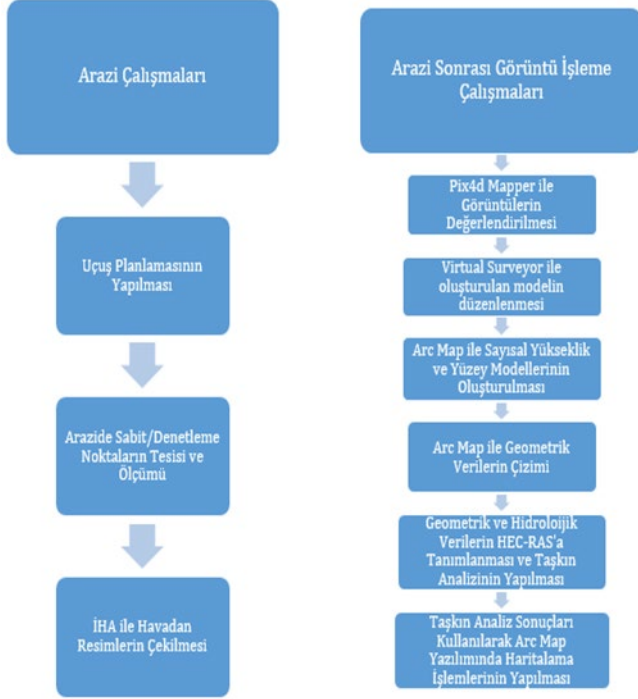 Arazi Çalışmaları
Uçuş Planlamasının
Yapılması
Arazide Sabit/Denetleme
Noktaların Tesisi ve
Ölçümü
İHA ile Havadan
Resimlerin Çekilmesi
Arazi Sonrası Görüntü İşleme
Çalışmaları
Pix4d Mapper ile
Görüntülerin
Değerlendirilmesi
Virtual Surveyor ile
oluşturulan modelin
düzenlenmesi
Arc Map ile Sayısal Yükseklik
ve Yüzey Modellerinin
Oluşturulması
Arc Map ile Geometrik
Verilerin Çizimi
Geometrik ve Hidroloijik
Verilerin HEC-RAS'a
Tanımlanması ve Taşkın
Analizinin Yapılması
Taşkın Analiz Sonuçları
Kullanılarak Arc Map
Yazılımında Haritalama
İşlemlerinin Yapılması